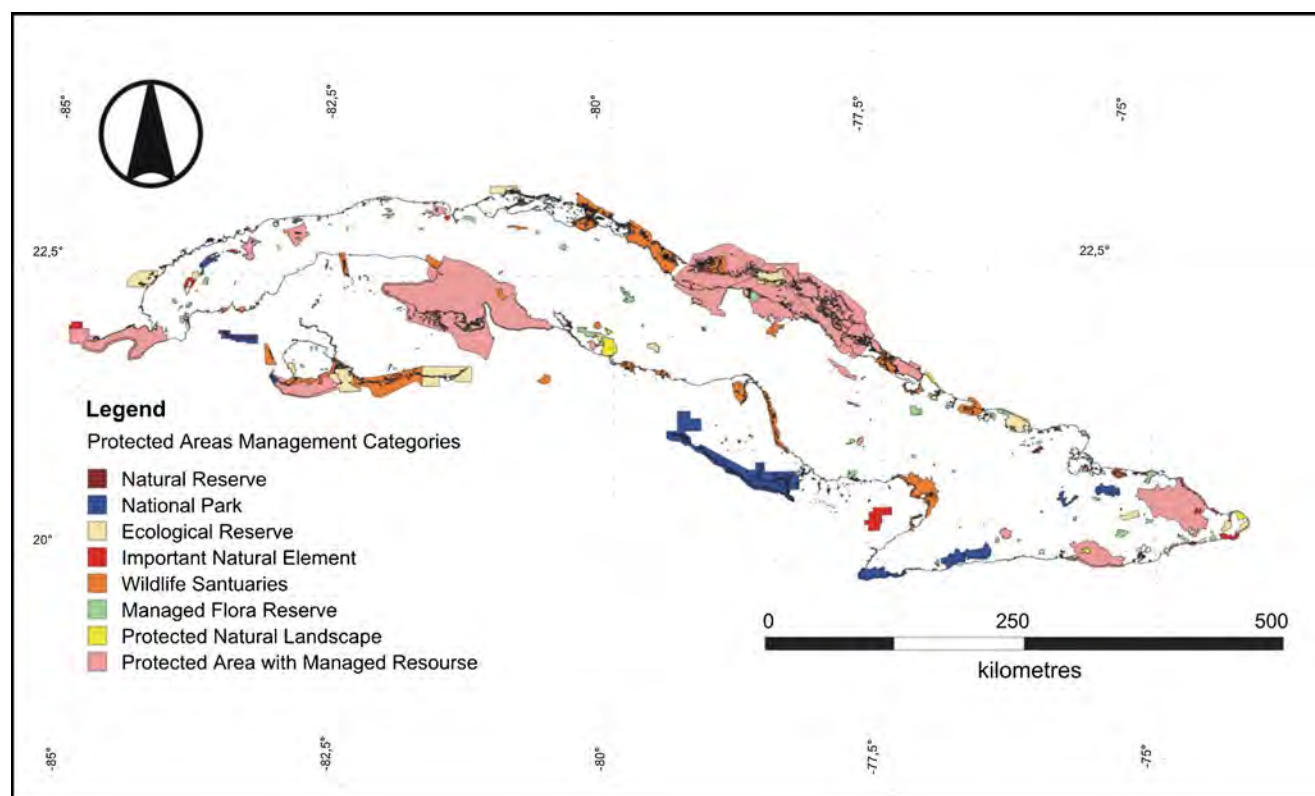 -85°
-82,5°
-80°
-77,5°
-75°
22,5°
22,5°
Legend
Protected Areas Management Categories
Natural Reserve
National Park
Ecological Reserve
Important Natural Element
Wildlife Santuaries
Managed Flora Reserve
Protected Natural Landscape
Protected Area with Managed Resourse
20°
0
250
500
kilometres
-85°
-82,5°
-80°
-77,5°
-75°